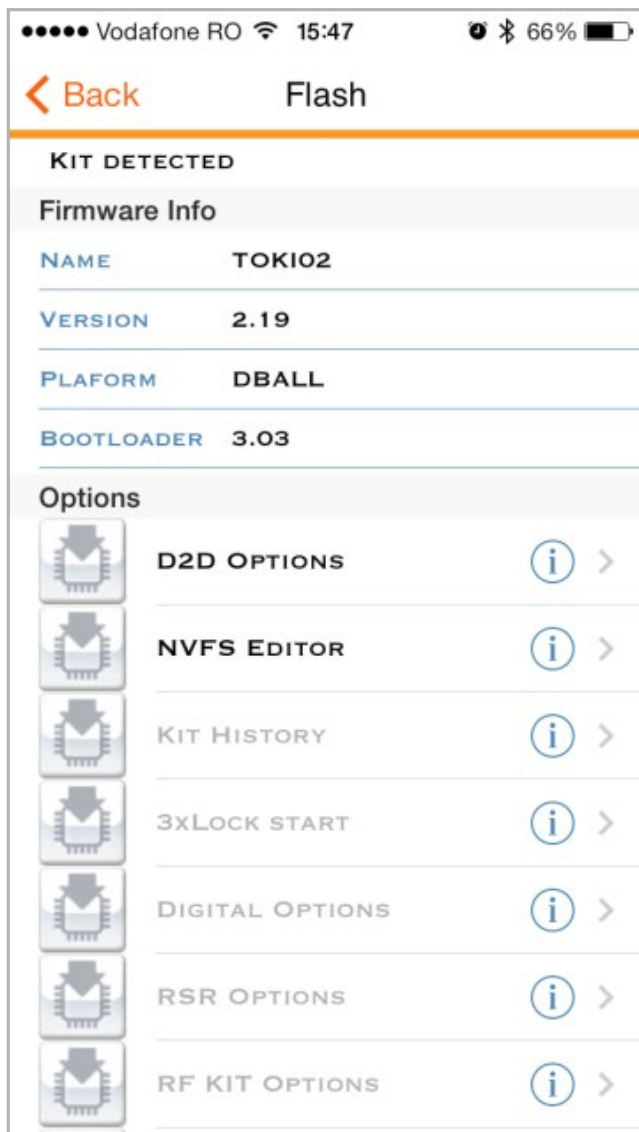 Vodafone RO 15:47 66%
Back Flash
KIT DETECTED
Firmware Info
NAME TOKI02
VERSION 2.19
PLAFORM DBALL
BOOTLOADER 3.03
Options
D2D OPTIONS
NVFS EDITOR
KIT HISTORY
3XLOCK START
DIGITAL OPTIONS
RSR OPTIONS
RF KIT OPTIONS